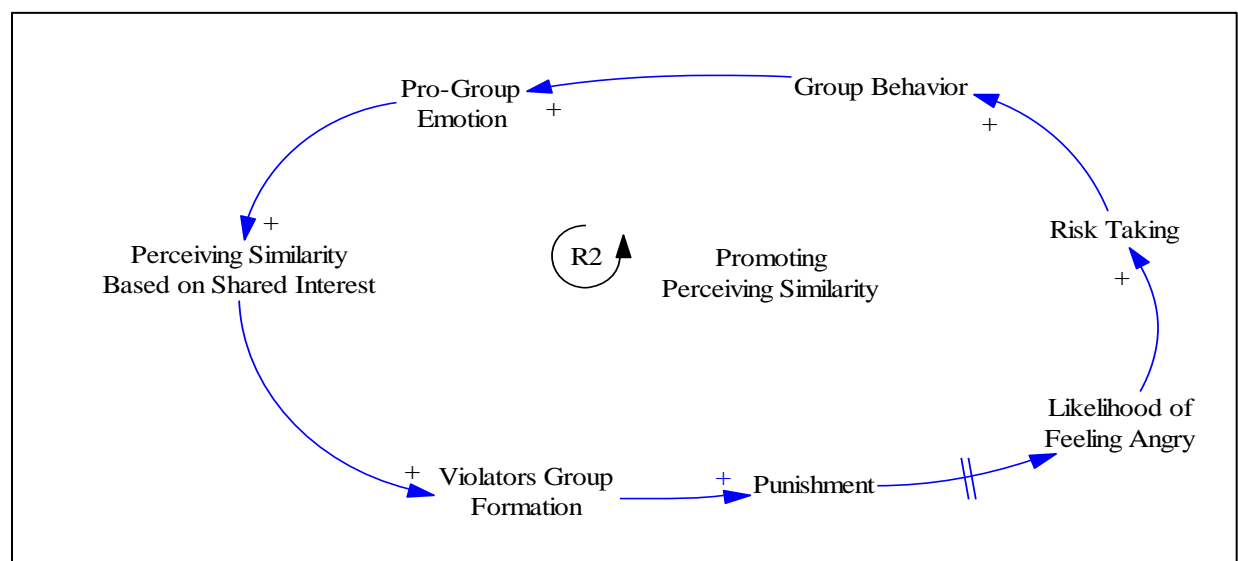 Pro-Group
Emotion
+
Group Behavior
+
+
Perceiving Similarity
Based on Shared Interest
R2
Promoting
Perceiving Similarity
Risk Taking
+
Likelihood of
Feeling Angry
+
Violators Group
Formation
+
Punishment